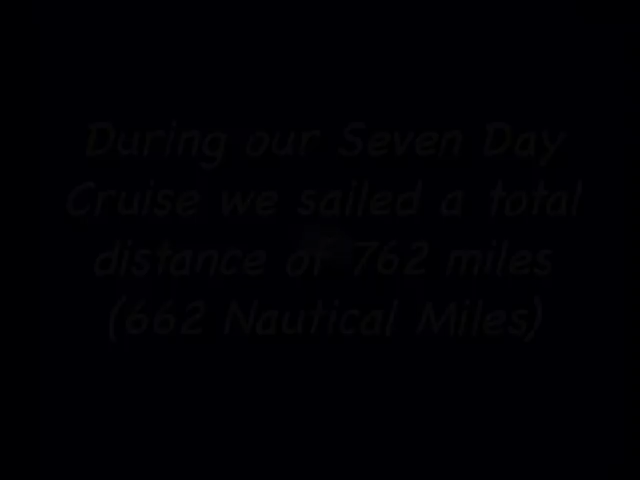 During our Seven Day
Cruise we sailed a total
distance of 762 miles
(662 Nautical Miles)